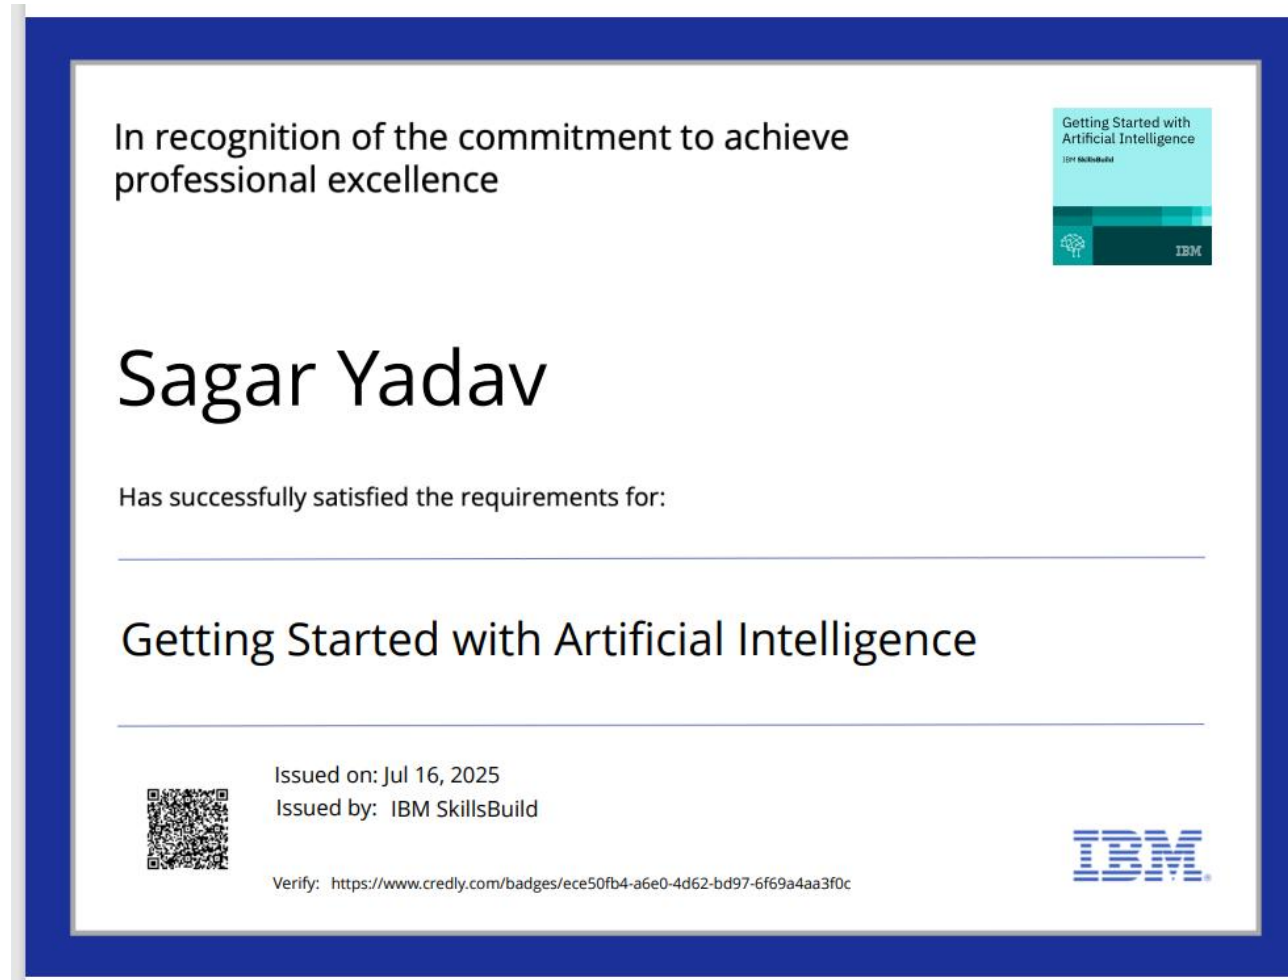 In recognition of the commitment to achieve
professional excellence
Getting Started with
Artificial Intelligence
IBM SkillsBuild
IBM
Sagar Yadav
Has successfully satisfied the requirements for:
Getting Started with Artificial Intelligence
Issued on: Jul 16, 2025
Issued by: IBM SkillsBuild
Verify: https://www.credly.com/badges/ece50fb4-a6e0-4d62-bd97-6f69a4aa3f0c
IBM